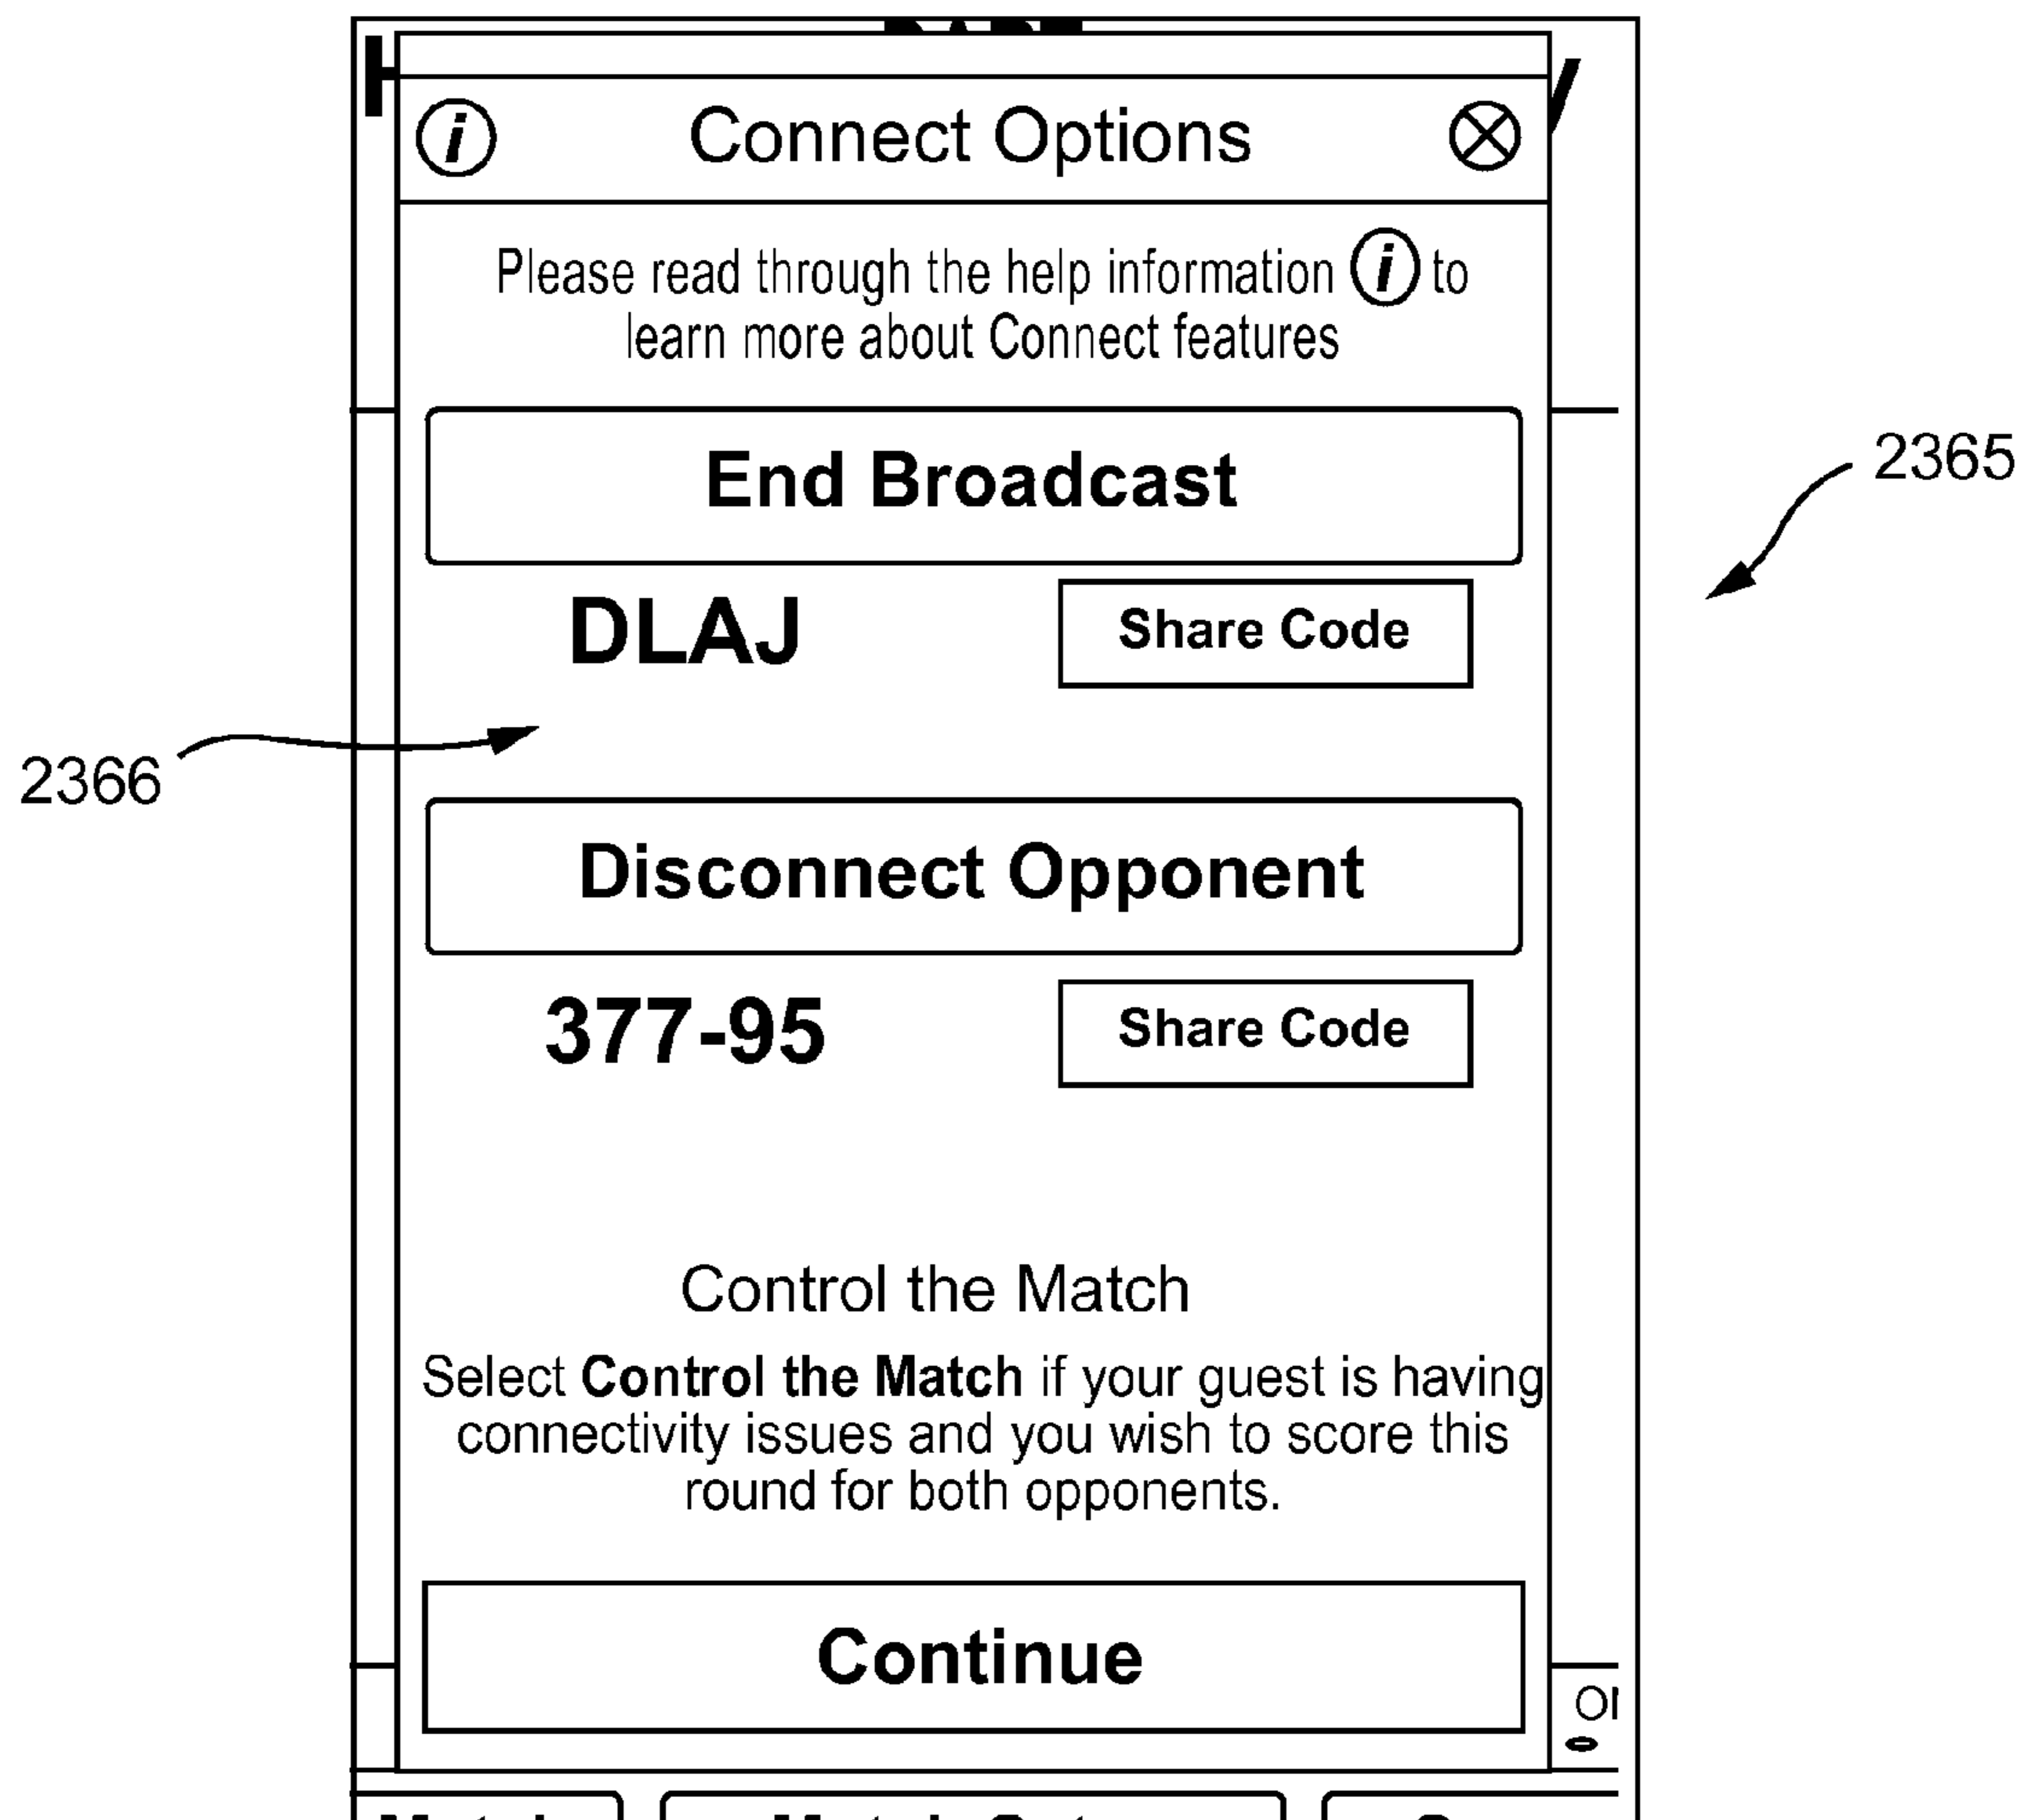 i Connect Options
Please read through the help information i to
learn more about Connect features
End Broadcast
2365
DLAJ Share Code
2366
Disconnect Opponent
377-95 Share Code
Control the Match
Select Control the Match if your guest is having
connectivity issues and you wish to score this
round for both opponents.
Continue